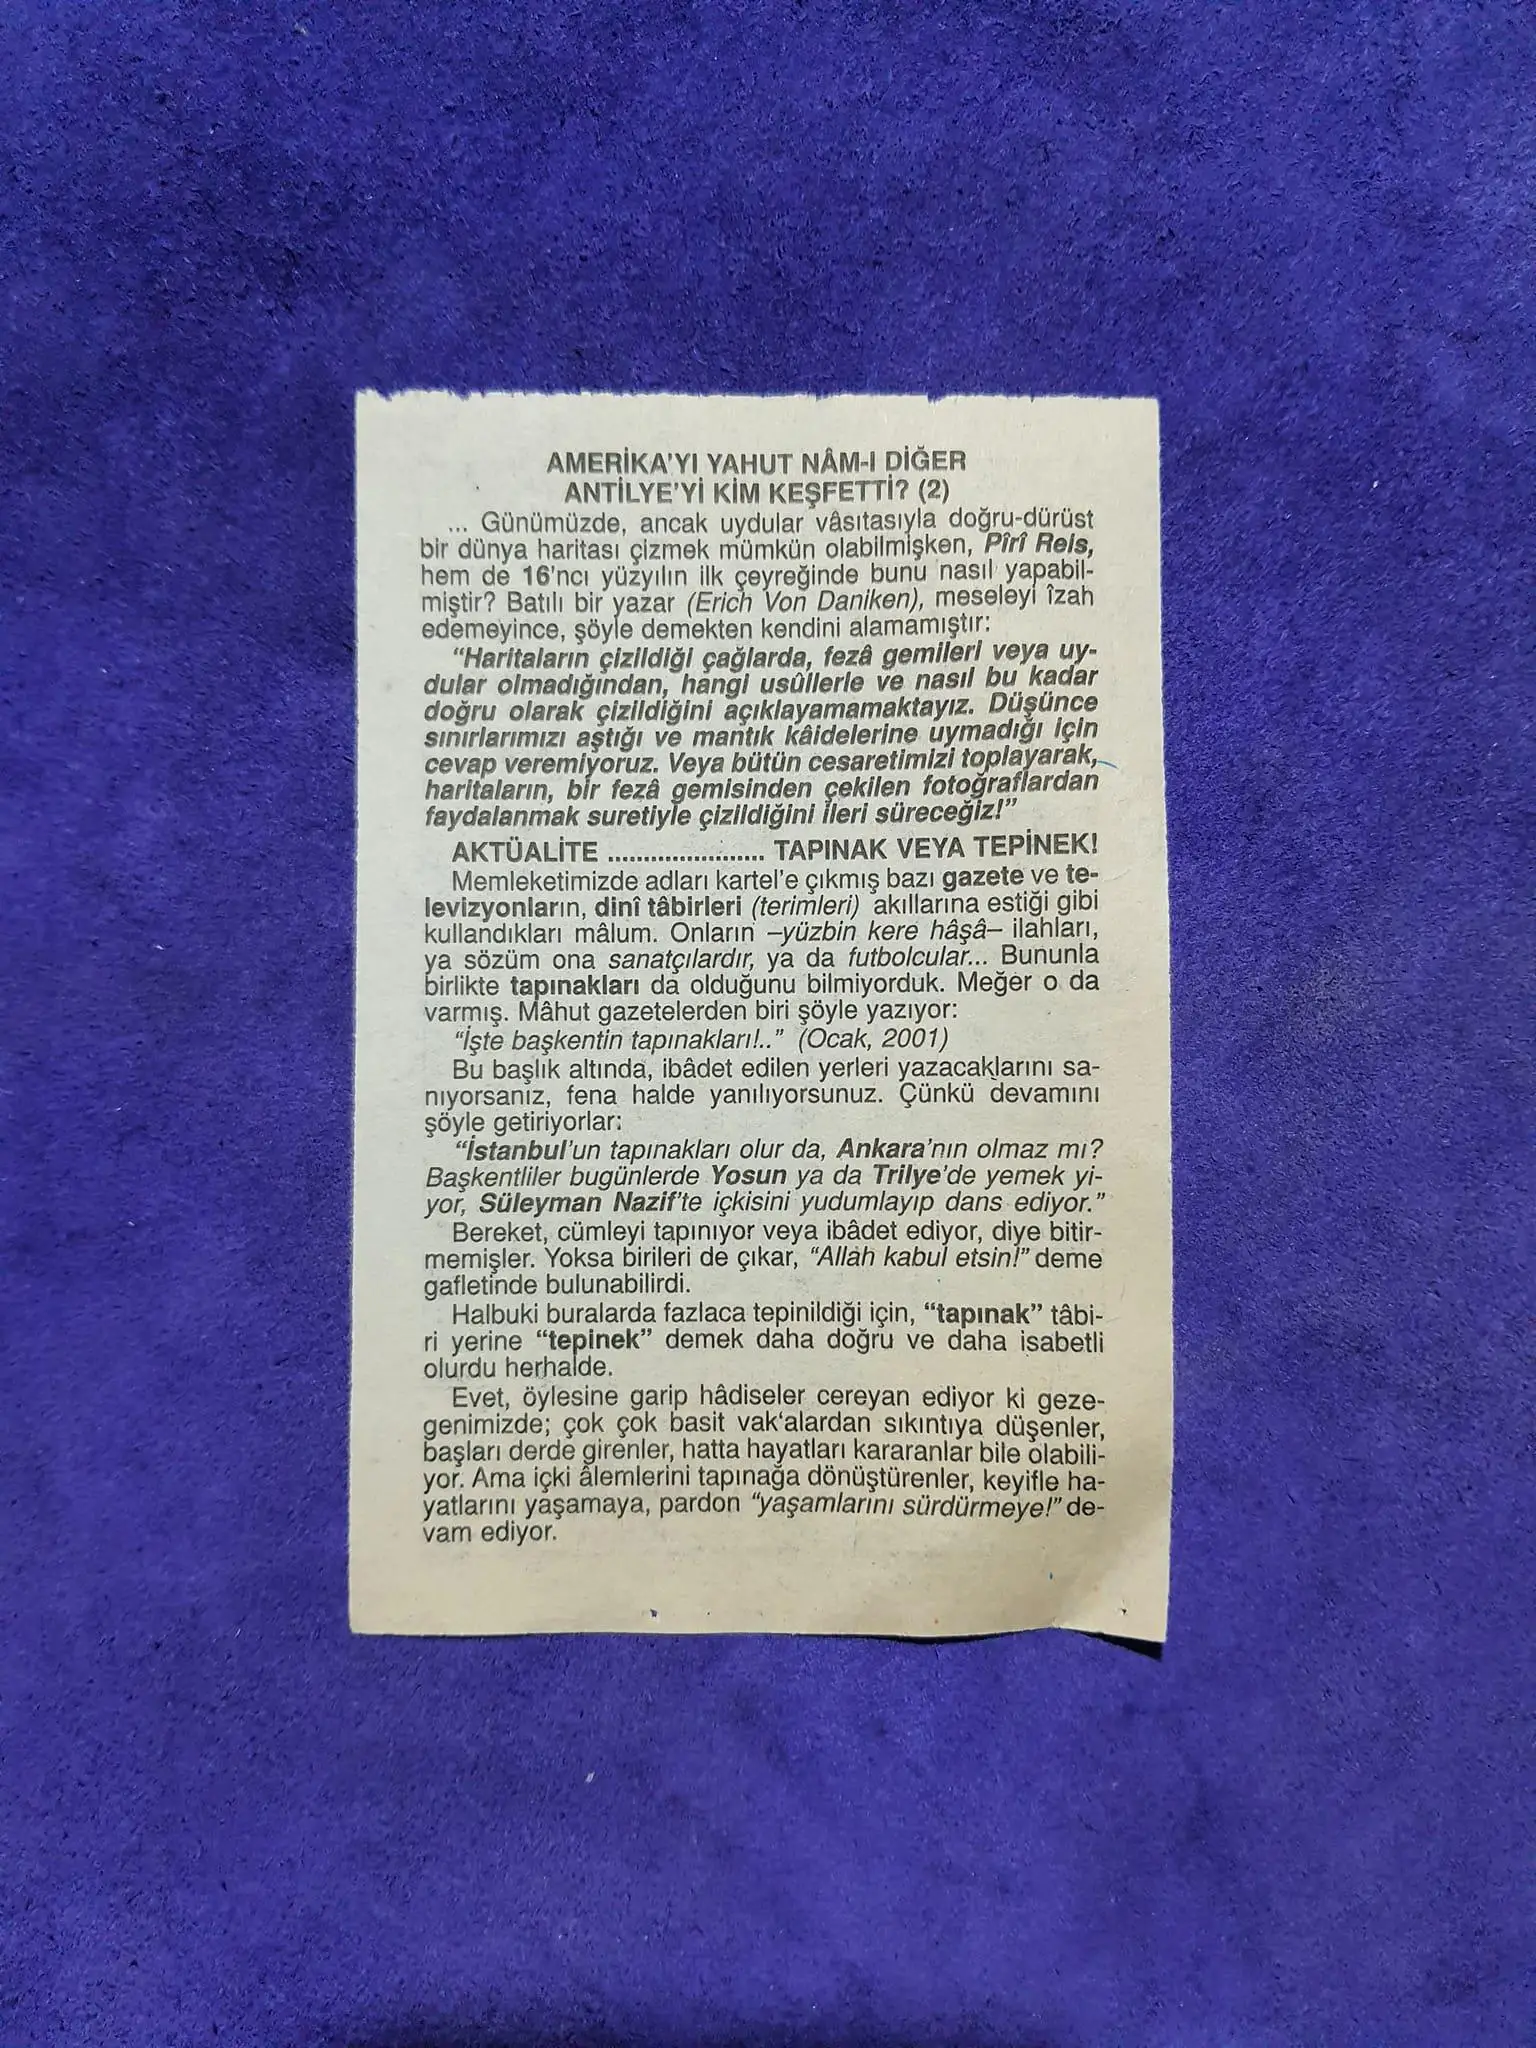 AMERİKA'YI YAHUT NÂM-I DİĞER
ANTİLYE'Yİ KİM KEŞFETTİ? (2)
... Günümüzde, ancak uydular vâsıtasıyla doğru-dürüst
bir dünya haritası çizmek mümkün olabilmişken, Pîrî Reis,
hem de 16'ncı yüzyılın ilk çeyreğinde bunu nasıl yapabil-
miştir? Batılı bir yazar (Erich Von Daniken), meseleyi îzah
edemeyince, şöyle demekten kendini alamamıştır:
"Haritaların çizildiği çağlarda, fezâ gemileri veya uy-
dular olmadığından, hangi usûllerle ve nasıl bu kadar
doğru olarak çizildiğini açıklayamamaktayız. Düşünce
sınırlarımızı aştığı ve mantık kâidelerine uymadığı için
cevap veremiyoruz. Veya bütün cesaretimizi toplayarak,
haritaların, bir fezâ gemisinden çekilen fotoğraflardan
faydalanmak suretiyle çizildiğini ileri süreceğiz!"
AKTÜALİTE ...................... TAPINAK VEYA TEPİNEK!
Memleketimizde adları kartel'e çıkmış bazı gazete ve te-
levizyonların, dinî tâbirleri (terimleri) akıllarına estiği gibi
kullandıkları mâlum. Onların –yüzbin kere hâşâ– ilahları,
ya sözüm ona sanatçılardır, ya da futbolcular... Bununla
birlikte tapınakları da olduğunu bilmiyorduk. Meğer o da
varmış. Mâhut gazetelerden biri şöyle yazıyor:
"İşte başkentin tapınakları!.." (Ocak, 2001)
Bu başlık altında, ibâdet edilen yerleri yazacaklarını sa-
nıyorsanız, fena halde yanılıyorsunuz. Çünkü devamını
şöyle getiriyorlar:
"İstanbul'un tapınakları olur da, Ankara'nın olmaz mı?
Başkentliler bugünlerde Yosun ya da Trilye'de yemek yi-
yor, Süleyman Nazif'te içkisini yudumlayıp dans ediyor."
Bereket, cümleyi tapınıyor veya ibâdet ediyor, diye bitir-
memişler. Yoksa birileri de çıkar, "Allah kabul etsin!" deme
gafletinde bulunabilirdi.
Halbuki buralarda fazlaca tepinildiği için, "tapınak" tâbi-
ri yerine "tepinek" demek daha doğru ve daha isabetli
olurdu herhalde.
Evet, öylesine garip hâdiseler cereyan ediyor ki geze-
genimizde; çok çok basit vak‘alardan sıkıntıya düşenler,
başları derde girenler, hatta hayatları kararanlar bile olabili-
yor. Ama içki âlemlerini tapınağa dönüştürenler, keyifle ha-
yatlarını yaşamaya, pardon "yaşamlarını sürdürmeye!" de-
vam ediyor.